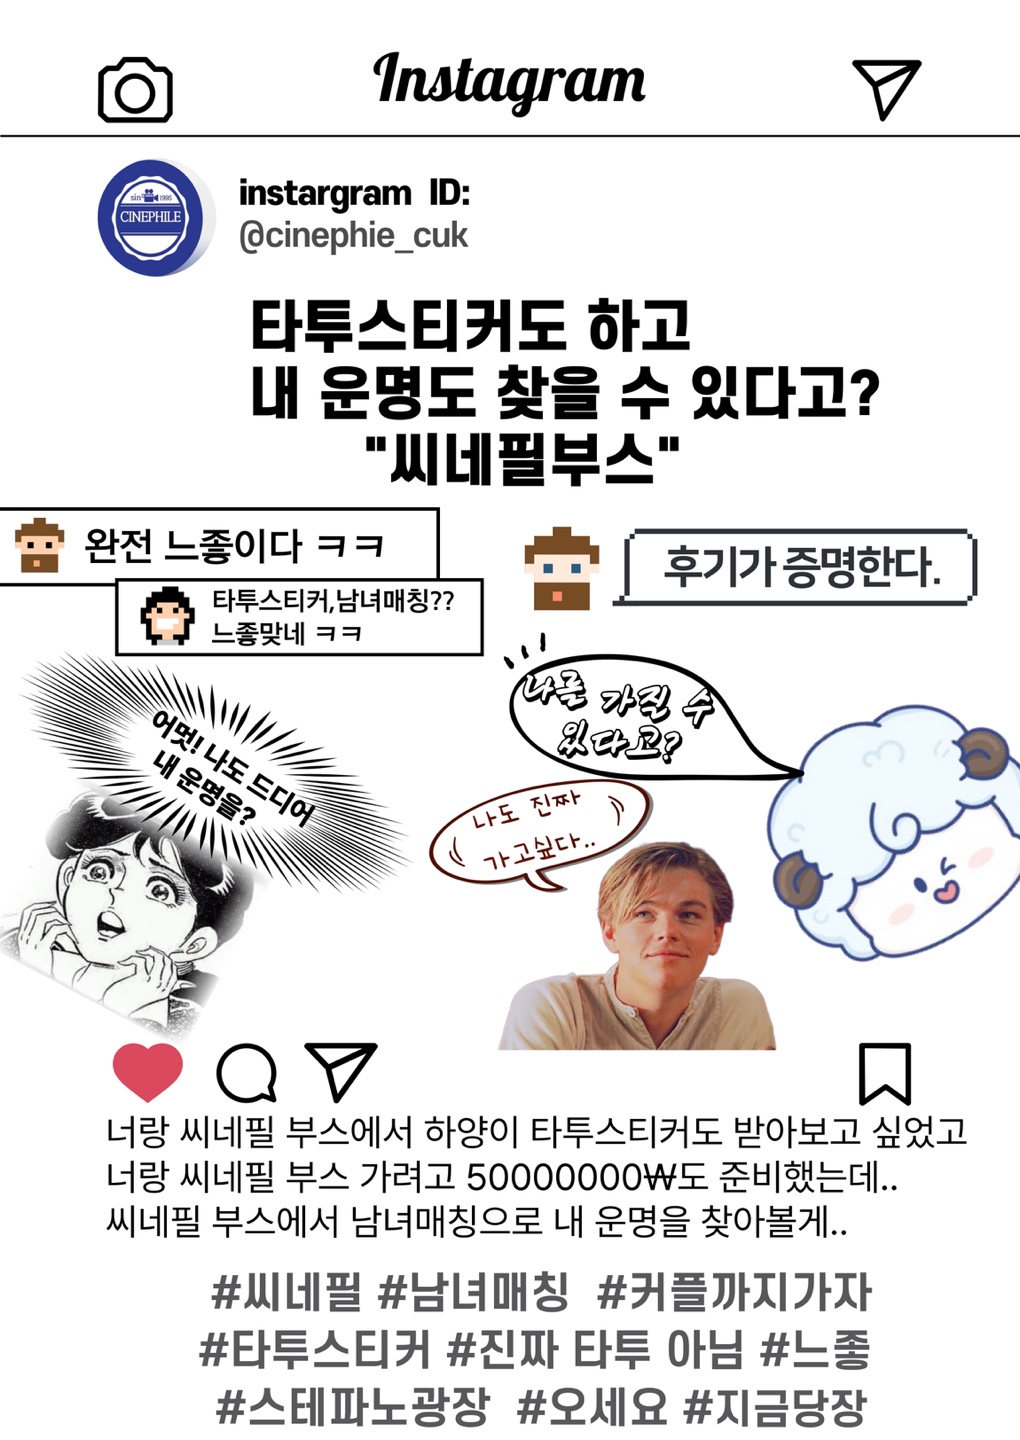 Instagram
since 1995
CINEPHILE
instargram ID:
@cinephie_cuk
타투스티커도 하고
내 운명도 찾을 수 있다고?
"씨네필부스"
완전 느좋이다 ㅋㅋ
타투스티커,남녀매칭??
느좋맞네 ㅋㅋ
후기가 증명한다.
어멋! 나도 드디어
내 운명을?
나를 가질 수
있다고?
나도 진짜
가고싶다..
너랑 씨네필 부스에서 하양이 타투스티커도 받아보고 싶었고
너랑 씨네필 부스 가려고 50000000₩도 준비했는데..
씨네필 부스에서 남녀매칭으로 내 운명을 찾아볼게..
#씨네필 #남녀매칭 #커플까지가자
#타투스티커 #진짜 타투 아님 #느좋
#스테파노광장 #오세요 #지금당장